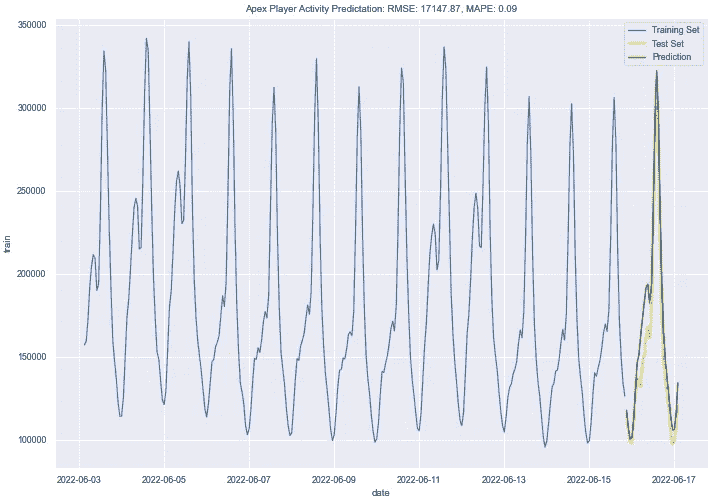 Apex Player Activity Predictation: RMSE: 17147.87, MAPE: 0.09
350000
Training Set
Test Set
Prediction
300000
250000
train
200000
150000
100000
2022-06-03 2022-06-05 2022-06-07 2022-06-09 2022-06-11 2022-06-13 2022-06-15 2022-06-17
date